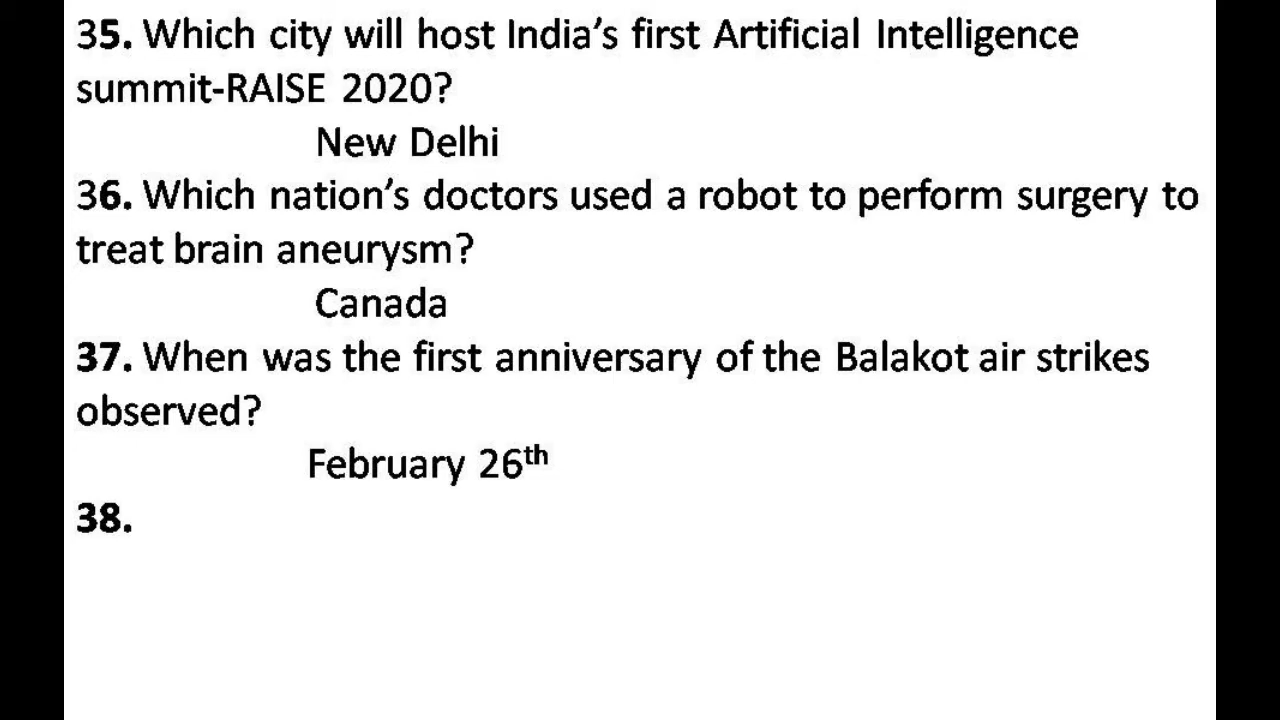 35. Which city will host India’s first Artificial Intelligence
summit-RAISE 2020?
New Delhi
36. Which nation’s doctors used a robot to perform surgery to
treat brain aneurysm?
Canada
37. When was the first anniversary of the Balakot air strikes
observed?
February 26th
38.